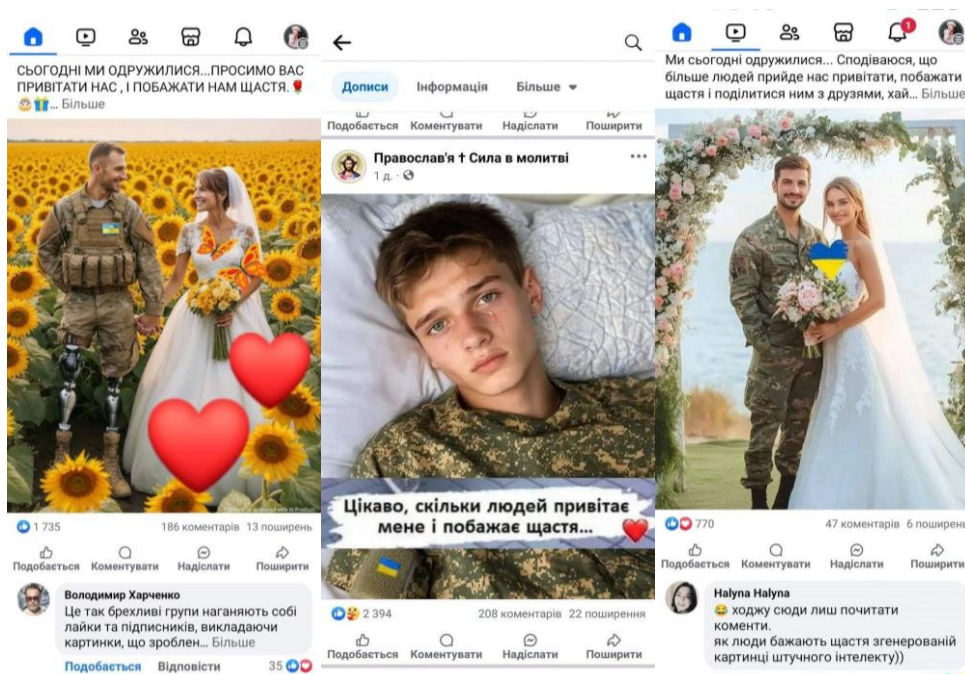 СЬОГОДНІ МИ ОДРУЖИЛИСЯ...ПРОСИМО ВАС
ПРИВІТАТИ НАС , І ПОБАЖАТИ НАМ ЩАСТЯ.🌹
🎂🎁... Більше
1 735
186 коментарів 13 поширень
Подобається Коментувати Надіслати Поширити
Володимир Харченко
Це так брехливі групи наганяють собі
лайки та підписників, викладаючи
картинки, що зроблен... Більше
Подобається Відповісти 35
Дописи Інформація Більше
Подобається Коментувати Надіслати Поширити
Православ'я † Сила в молитві
1 д. ·
Цікаво, скільки людей привітає
мене і побажає щастя... ❤️
2 394
208 коментарів 22 поширення
Подобається Коментувати Надіслати Поширити
1
Ми сьогодні одружилися... Сподіваюся, що
більше людей прийде нас привітати, побажати
щастя і поділитися ним з друзями, хай... Більше
770
47 коментарів 6 поширень
Подобається Коментувати Надіслати Поширити
Halyna Halyna
😂 ходжу сюди лиш почитати
коменти.
як люди бажають щастя згенерованій
картинці штучного інтелекту))